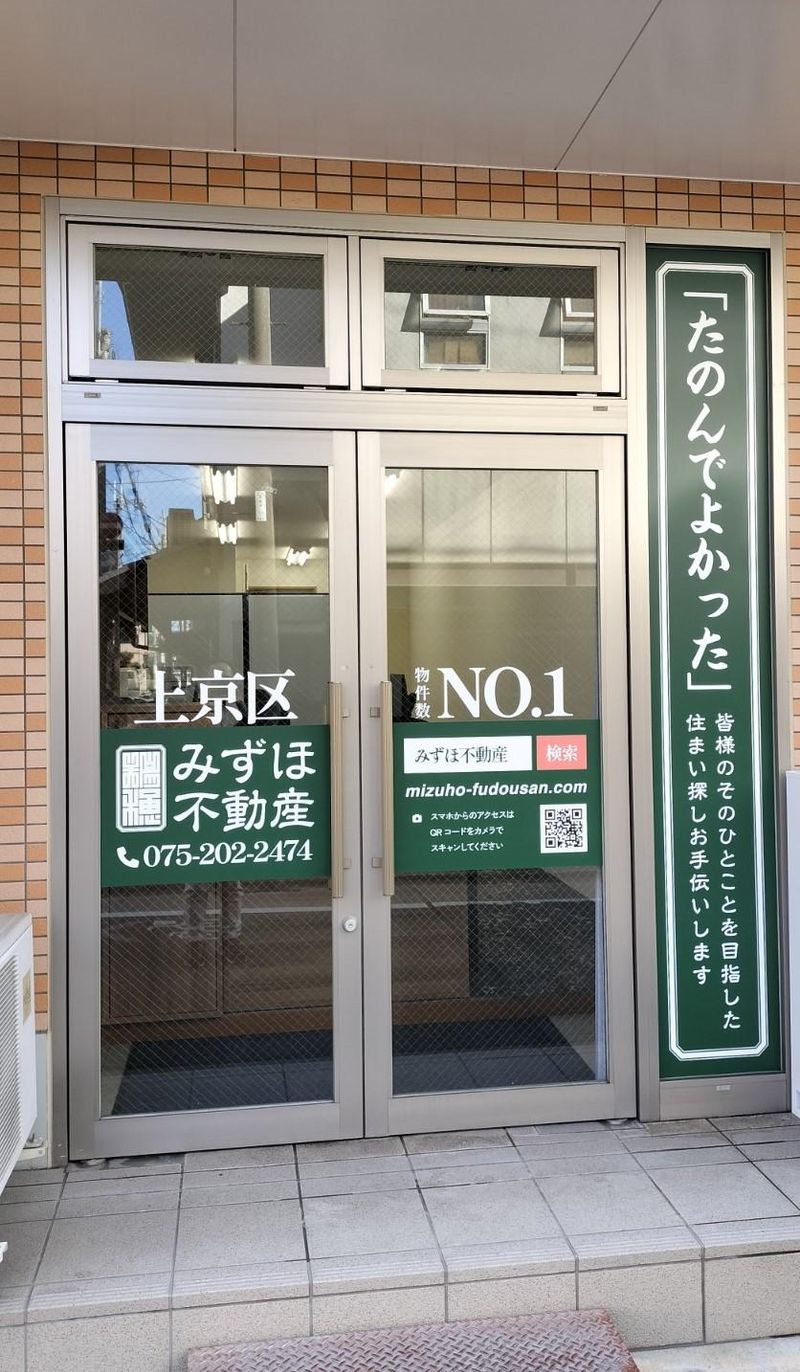 上京区
物件数 NO.1
瑞穂
みずほ
不動産
075-202-2474
みずほ不動産 検索
mizuho-fudousan.com
スマホからのアクセスは
QRコードをカメラで
スキャンしてください
「たのんでよかった」
皆様のそのひとことを目指した
住まい探しお手伝いします